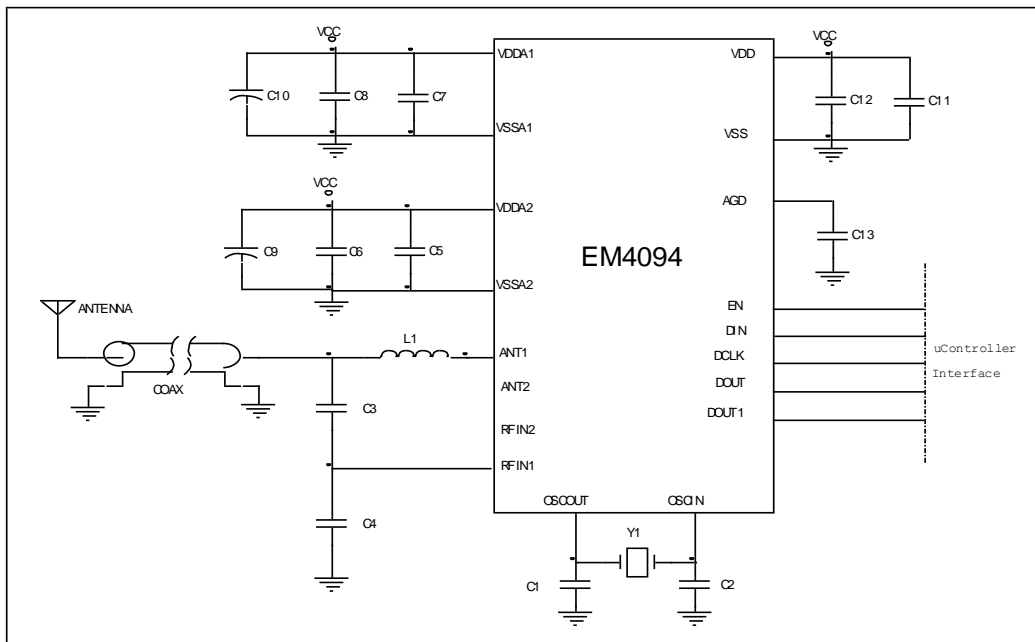 VCC
VCC
VDDA1
VDD
C10
C8
C7
C12
C11
VSSA1
VSS
VCC
VDDA2
AGD
C9
C6
C5
C13
EM4094
VSSA2
ANTENNA
EN
DIN
L1
ANT1
DCLK
uController
Interface
COAX
ANT2
DOUT
C3
DOUT1
RFIN2
RFIN1
C4
OSCOUT
OSCIN
Y1
C1
C2